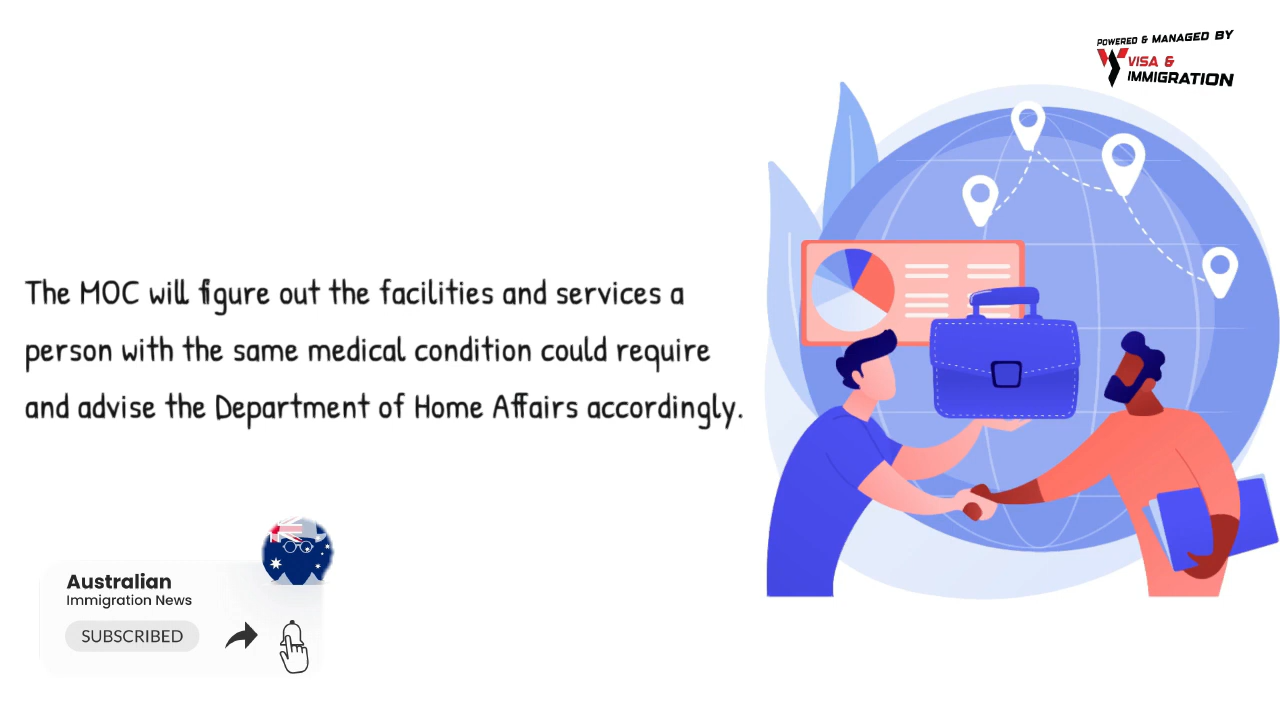 POWERED & MANAGED BY
VISA &
IMMIGRATION
The MOC will figure out the facilities and services a
person with the same medical condition could require
and advise the Department of Home Affairs accordingly.
Australian
Immigration News
SUBSCRIBED